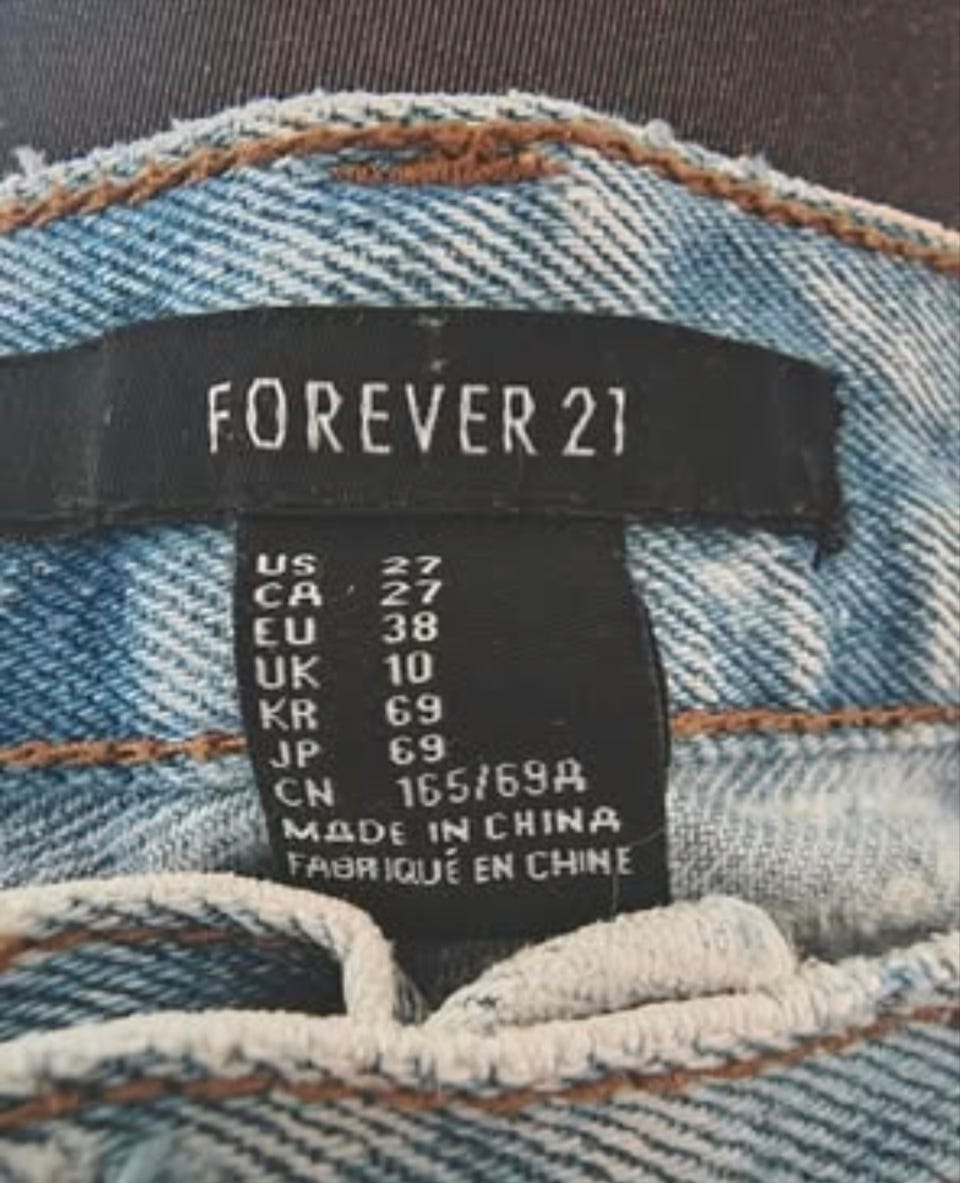 FOREVER 21
US 27
CA 27
EU 38
UK 10
KR 69
JP 69
CN 165/69A
MADE IN CHINA
FABRIQUÉ EN CHINE